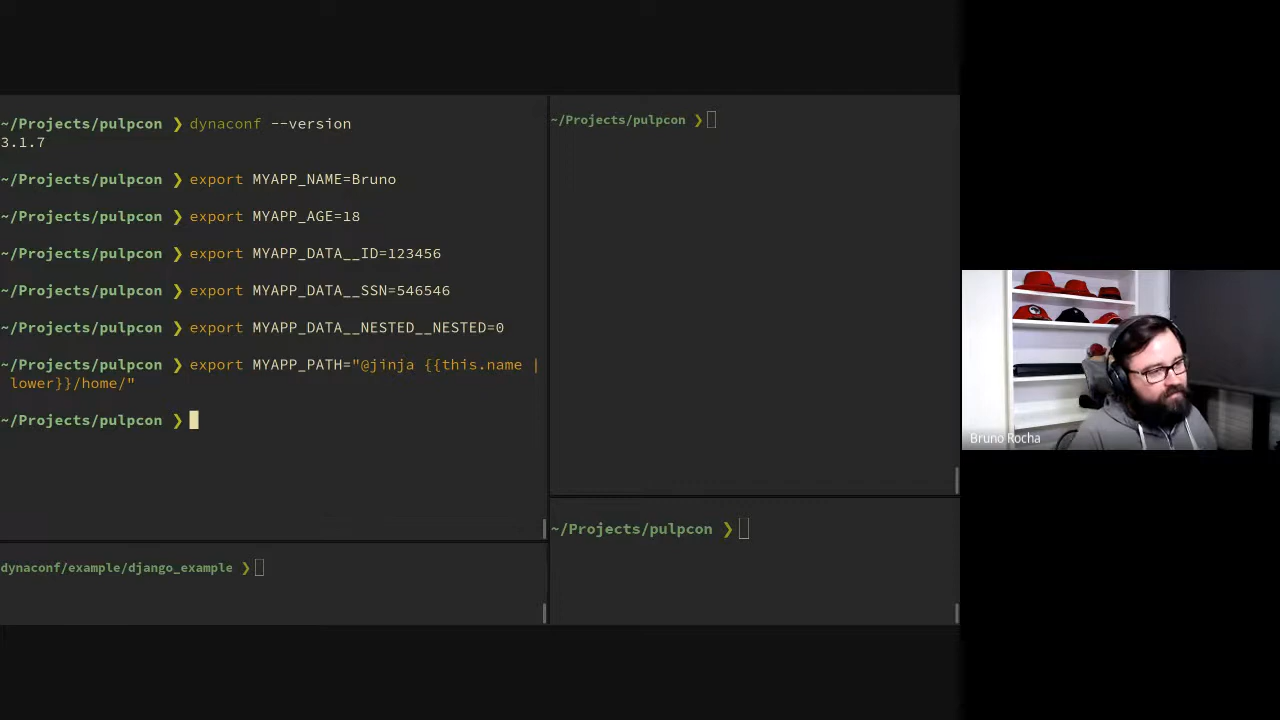 ~/Projects/pulpcon ❯ dynaconf --version
3.1.7
~/Projects/pulpcon ❯ export MYAPP_NAME=Bruno
~/Projects/pulpcon ❯ export MYAPP_AGE=18
~/Projects/pulpcon ❯ export MYAPP_DATA__ID=123456
~/Projects/pulpcon ❯ export MYAPP_DATA__SSN=546546
~/Projects/pulpcon ❯ export MYAPP_DATA__NESTED__NESTED=0
~/Projects/pulpcon ❯ export MYAPP_PATH="@jinja {{this.name |
lower}}/home/"
~/Projects/pulpcon ❯
dynaconf/example/django_example ❯
~/Projects/pulpcon ❯
~/Projects/pulpcon ❯
Bruno Rocha